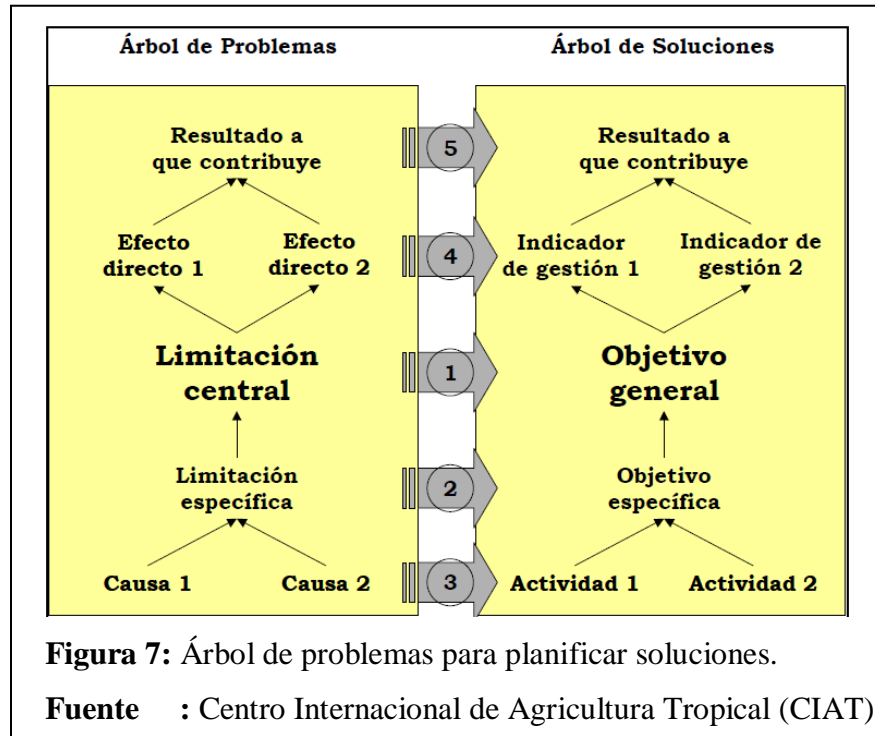 Árbol de Problemas
Árbol de Soluciones
Resultado a
que contribuye
5
Resultado a
que contribuye
Efecto
directo 1
Efecto
directo 2
4
Indicador
de gestión 1
Indicador de
gestión 2
Limitación
central
1
Objetivo
general
Limitación
específica
2
Objetivo
específica
Causa 1
Causa 2
3
Actividad 1
Actividad 2
Figura 7: Árbol de problemas para planificar soluciones.
Fuente : Centro Internacional de Agricultura Tropical (CIAT)